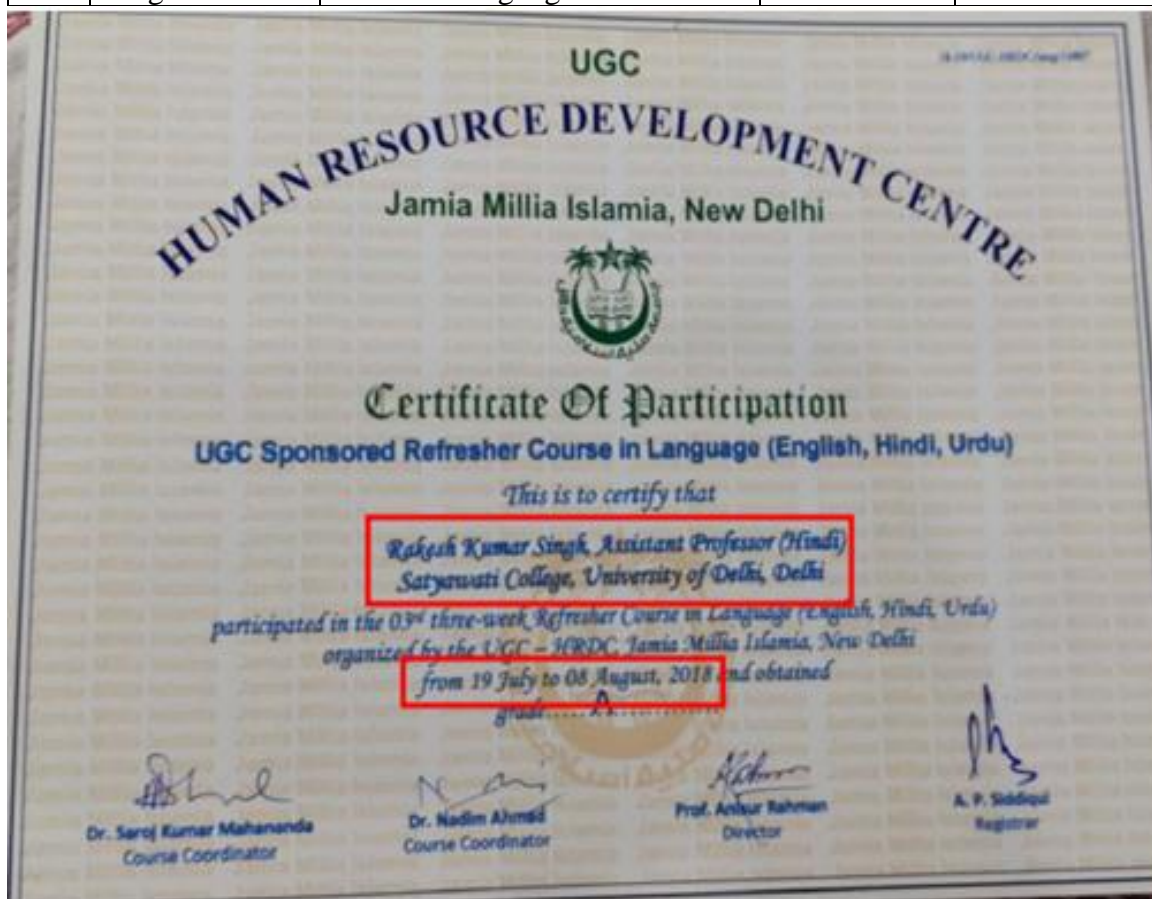 UGC
HUMAN RESOURCE DEVELOPMENT CENTRE
Jamia Millia Islamia, New Delhi
Certificate Of Participation
UGC Sponsored Refresher Course in Language (English, Hindi, Urdu)
This is to certify that
Rakesh Kumar Singh, Assistant Professor (Hindi)
Satyawati College, University of Delhi, Delhi
participated in the 03rd three-week Refresher Course in Language (English, Hindi, Urdu)
organized by the UGC – HRDC, Jamia Millia Islamia, New Delhi
from 19 July to 08 August, 2018 and obtained
grade.....A.............
Dr. Saroj Kumar Mahananda
Course Coordinator
Dr. Nadim Ahmad
Course Coordinator
Prof. Anisur Rahman
Director
A. P. Siddiqui
Registrar